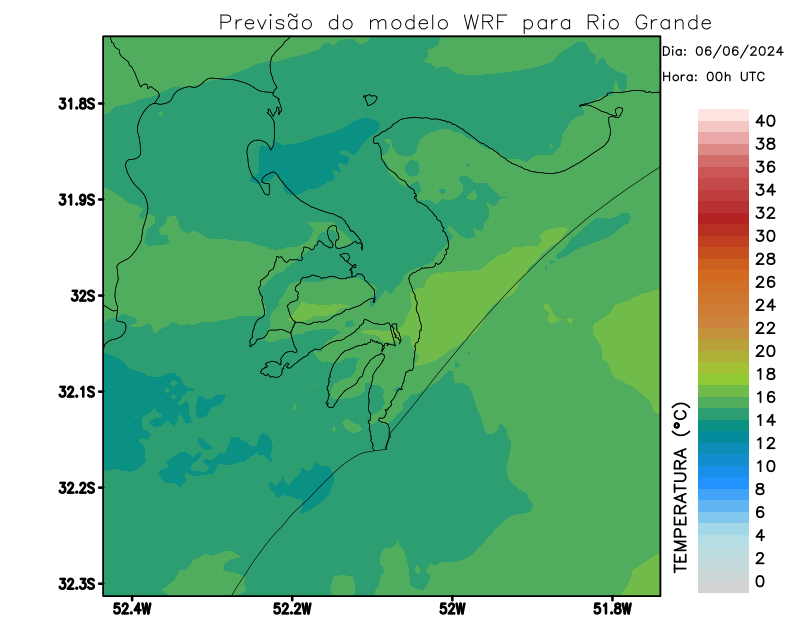 Previsão do modelo WRF para Rio Grande
Dia: 06/06/2024
Hora: 00h UTC
31.8S
31.9S
32S
32.1S
32.2S
32.3S
52.4W
52.2W
52W
51.8W
TEMPERATURA (°C)
40
38
36
34
32
30
28
26
24
22
20
18
16
14
12
10
8
6
4
2
0